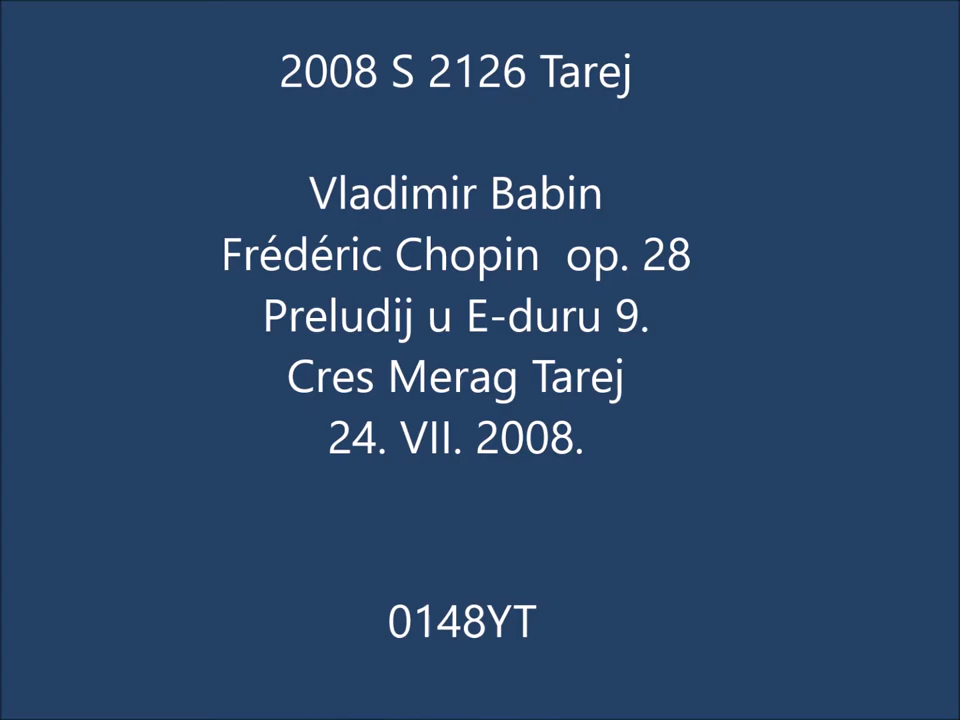 2008 S 2126 Tarej
Vladimir Babin
Frédéric Chopin  op. 28
Preludij u E-duru 9.
Cres Merag Tarej
24. VII. 2008.
0148YT